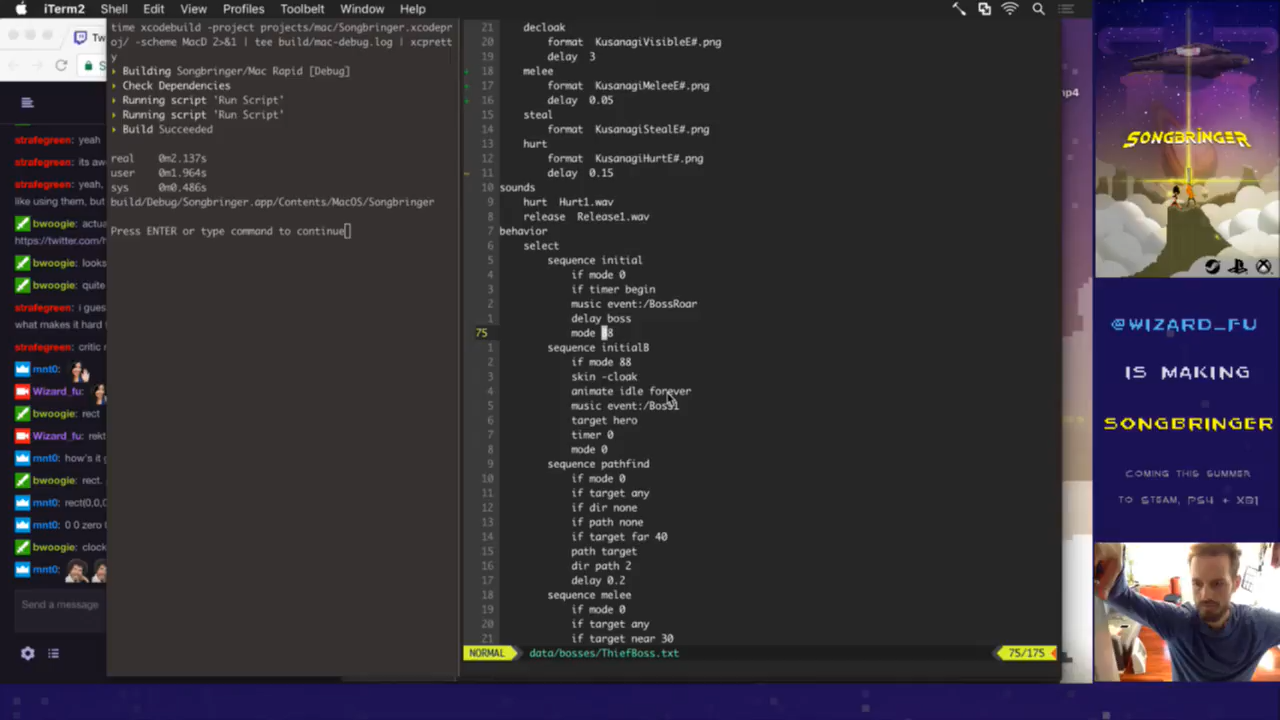 iTerm2 Shell Edit View Profiles Toolbelt Window Help
Tw
S
strafegreen: yeah
strafegreen: its aw
strafegreen: yeah,
like using them, but
bwoogie: actua
https://twitter.com/h
bwoogie: looks
bwoogie: quite
strafegreen: i gues
what makes it hard t
strafegreen: critic r
mnt0:
Wizard_fu:
bwoogie: rect
Wizard_fu: rekt
mnt0: how's it g
bwoogie: rect.
mnt0: rect(0,0,0
mnt0: 0 0 zero 0
bwoogie: clock
mnt0:
Send a message
time xcodebuild -project projects/mac/Songbringer.xcodepr
oj/ -scheme MacD 2>&1 | tee build/mac-debug.log | xcprett
y
Building Songbringer/Mac Rapid [Debug]
Check Dependencies
Running script 'Run Script'
Running script 'Run Script'
Build Succeeded
real 0m2.137s
user 0m1.964s
sys 0m0.486s
build/Debug/Songbringer.app/Contents/MacOS/Songbringer
Press ENTER or type command to continue
21 decloak
20 format KusanagiVisibleE#.png
19 delay 3
18 melee
17 format KusanagiMeleeE#.png
16 delay 0.05
15 steal
14 format KusanagiStealE#.png
13 hurt
12 format KusanagiHurtE#.png
11 delay 0.15
10 sounds
9 hurt Hurt1.wav
8 release Release1.wav
7 behavior
6 select
5 sequence initial
4 if mode 0
3 if timer begin
2 music event:/BossRoar
1 delay boss
75 mode 88
1 sequence initialB
2 if mode 88
3 skin -cloak
4 animate idle forever
5 music event:/Boss1
6 target hero
7 timer 0
8 mode 0
9 sequence pathfind
10 if mode 0
11 if target any
12 if dir none
13 if path none
14 if target far 40
15 path target
16 dir path 2
17 delay 0.2
18 sequence melee
19 if mode 0
20 if target any
21 if target near 30
NORMAL data/bosses/ThiefBoss.txt 75/175
mp4
SONGBRINGER
@WIZARD_FU
IS MAKING
SONGBRINGER
COMING THIS SUMMER
TO STEAM, PS4 + XB1